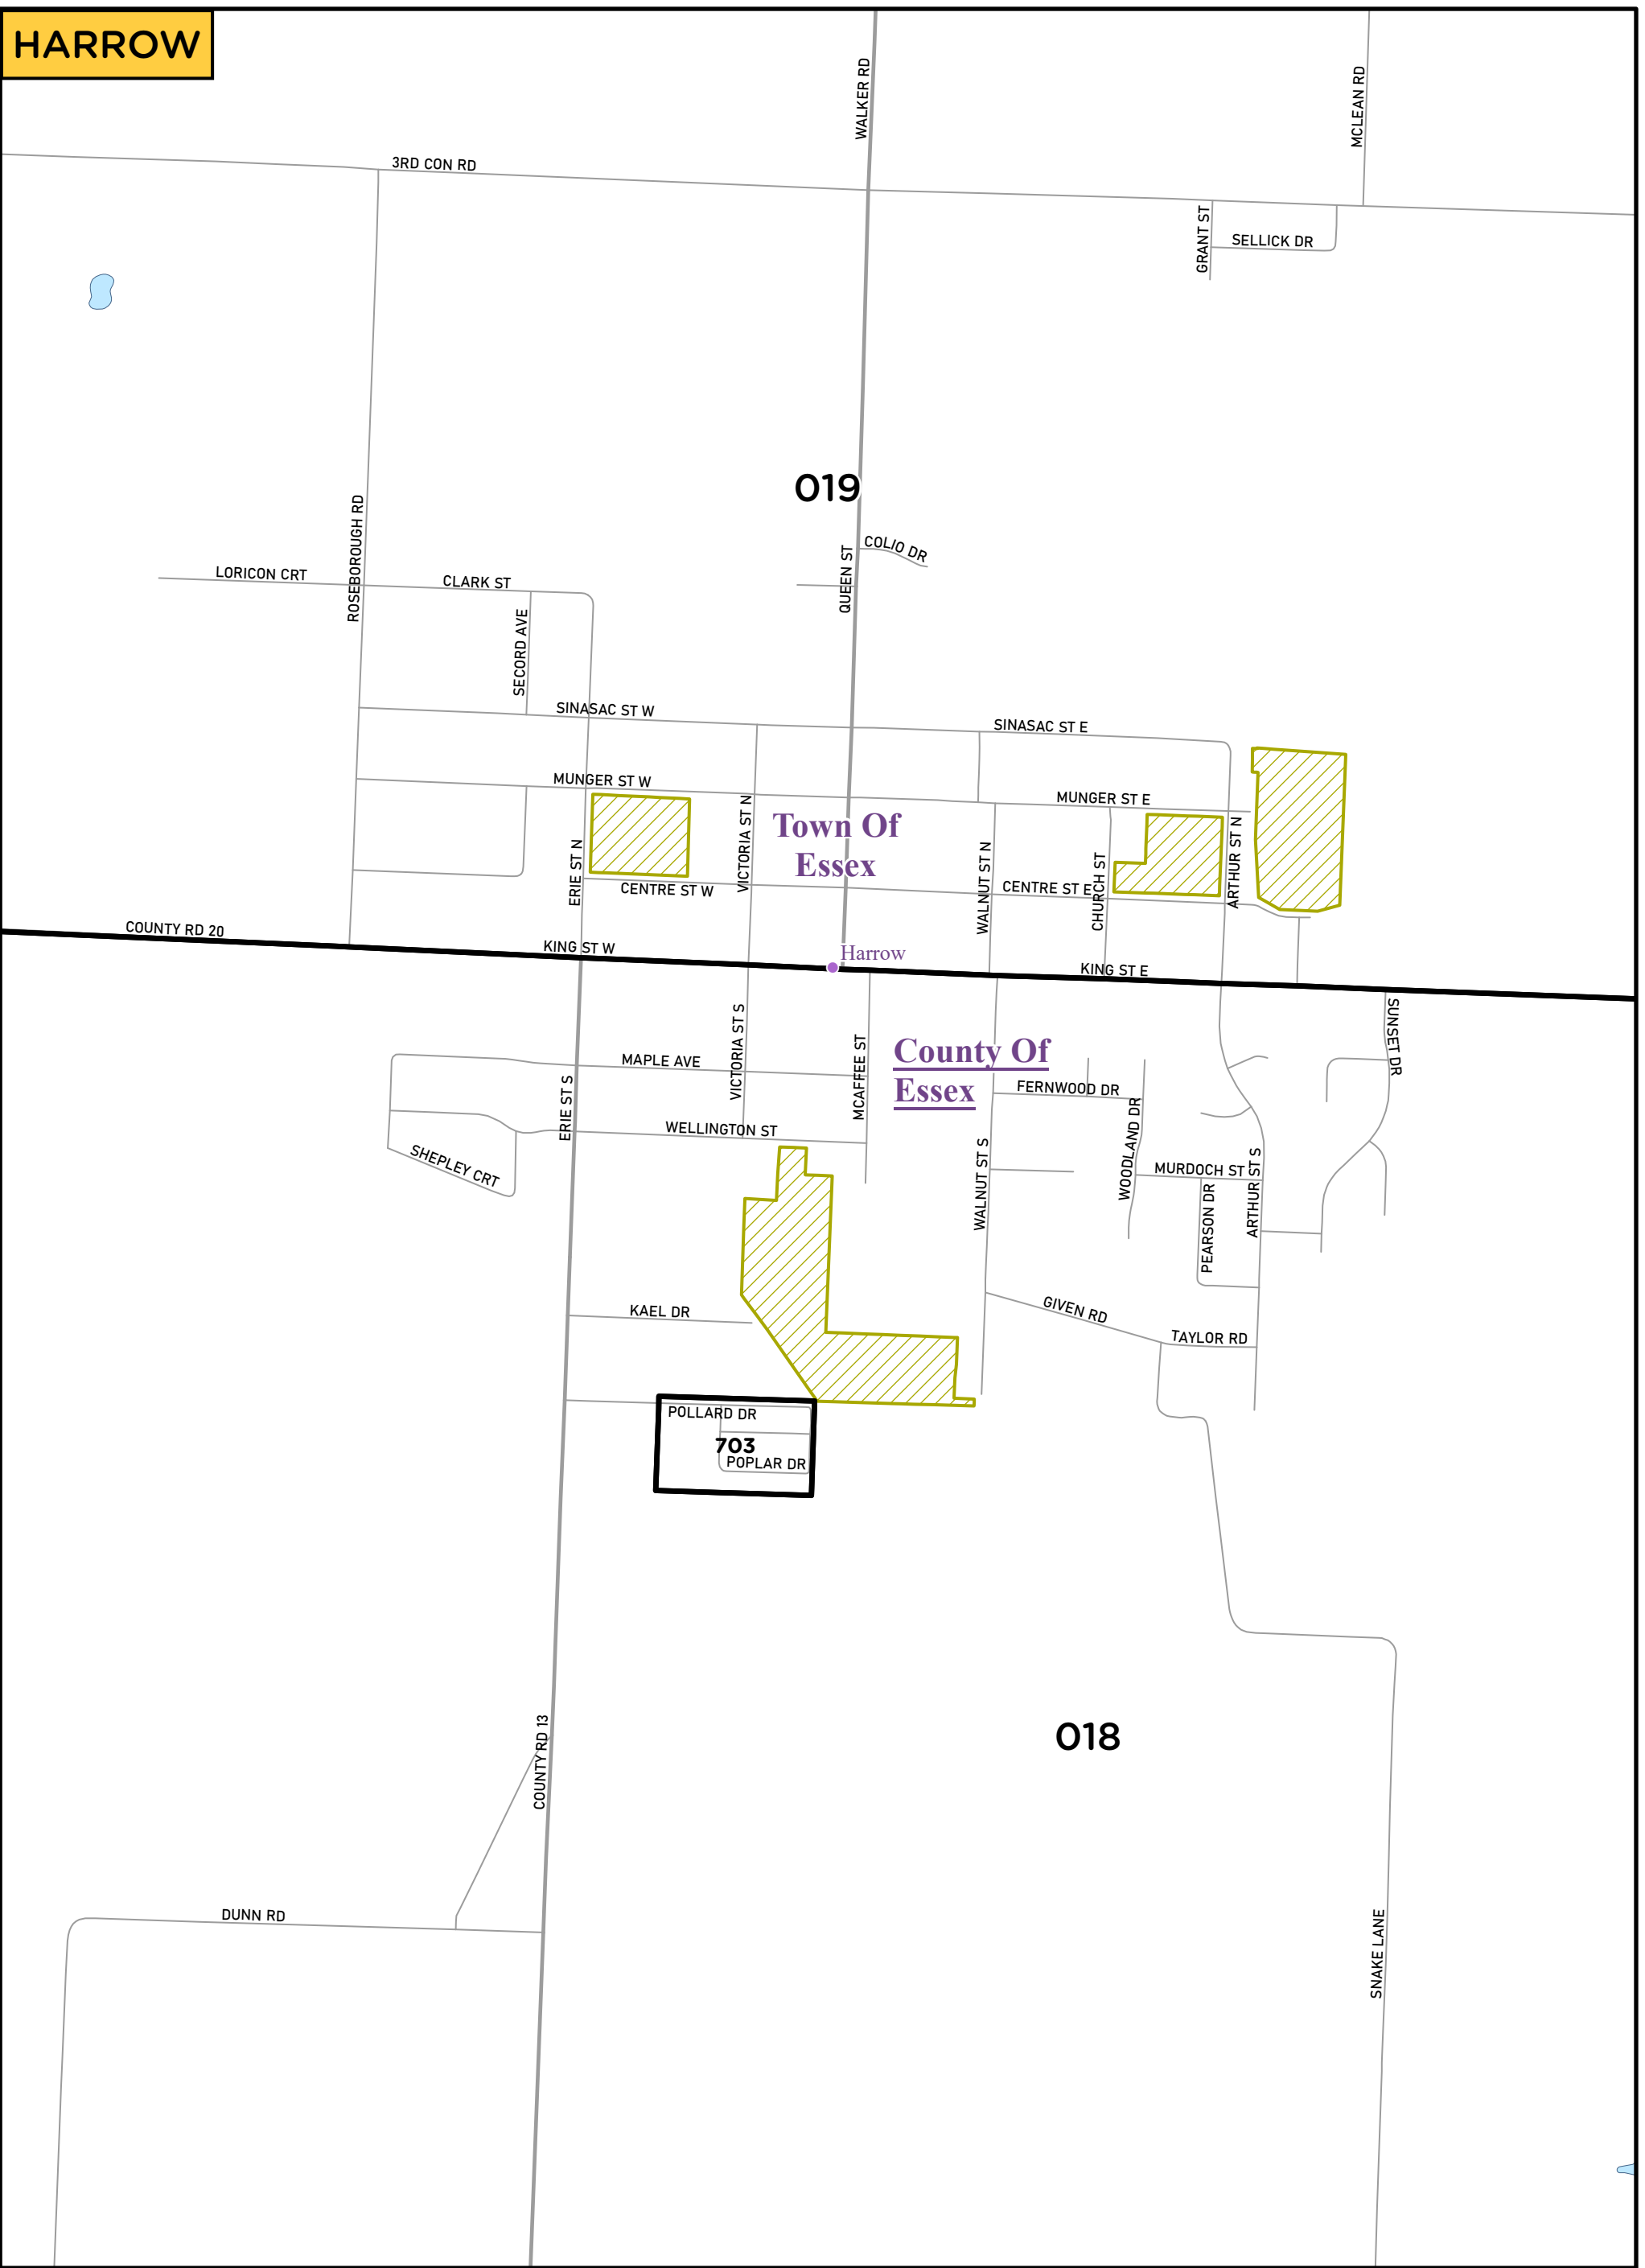 HARROW
WALKER RD
MCLEAN RD
3RD CON RD
GRANT ST
SELLICK DR
019
ROSEBOROUGH RD
QUEEN ST
COLIO DR
LORICON CRT
CLARK ST
SECORD AVE
SINASAC ST W
SINASAC ST E
MUNGER ST W
MUNGER ST E
Town Of
Essex
VICTORIA ST N
ERIE ST N
CENTRE ST W
WALNUT ST N
CENTRE ST E
CHURCH ST
ARTHUR ST N
COUNTY RD 20
KING ST W
Harrow
KING ST E
SUNSET DR
VICTORIA ST S
MCAFFEE ST
County Of
Essex
MAPLE AVE
ERIE ST S
FERNWOOD DR
WOODLAND DR
WELLINGTON ST
SHEPLEY CRT
WALNUT ST S
MURDOCH ST
ARTHUR ST S
PEARSON DR
KAEL DR
GIVEN RD
TAYLOR RD
POLLARD DR
703
POPLAR DR
018
COUNTY RD 13
DUNN RD
SNAKE LANE